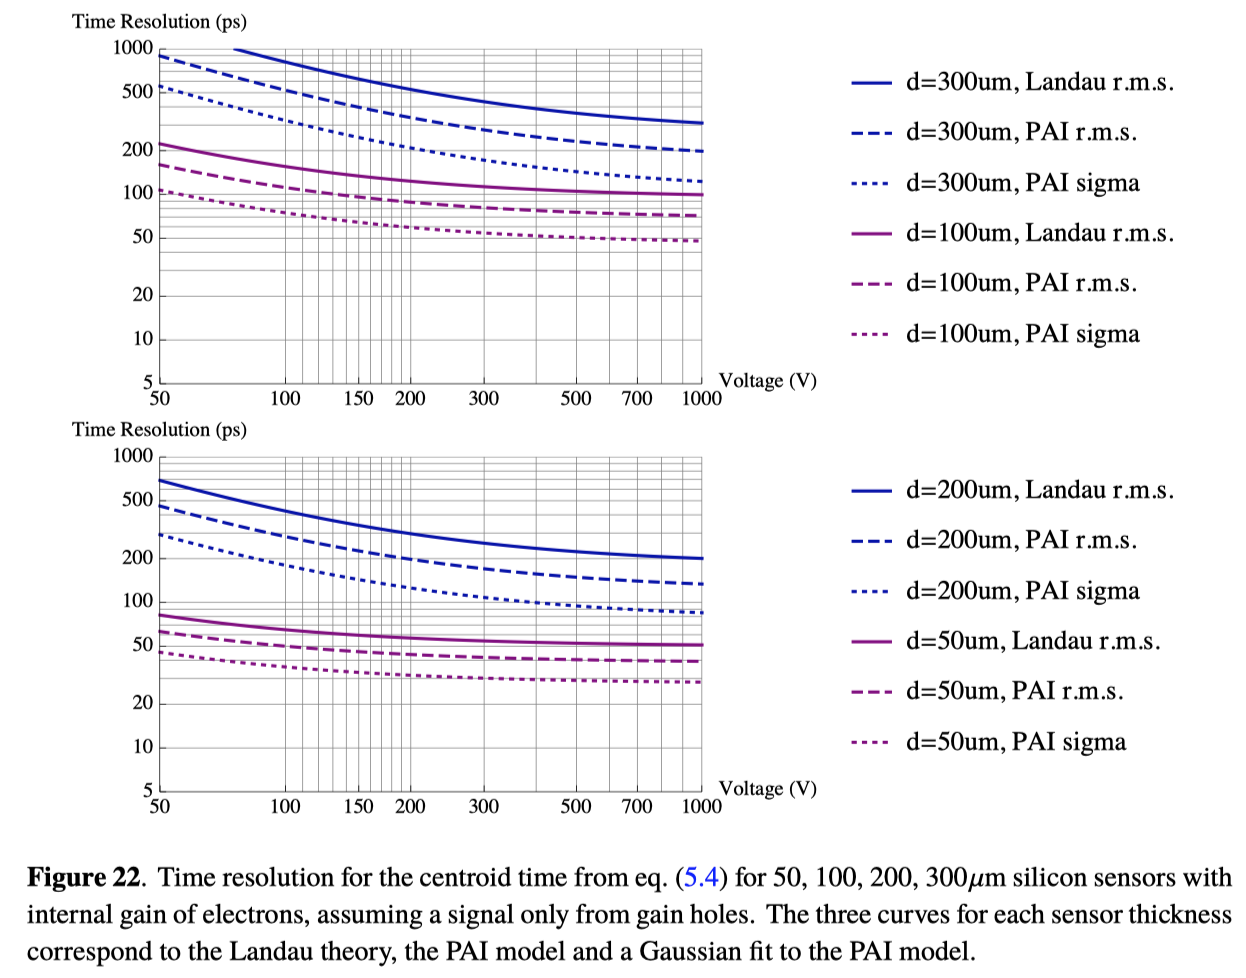 Time Resolution (ps)
1000
500
200
100
50
20
10
5
50 100 150 200 300 500 700 1000
Voltage (V)
d=300um, Landau r.m.s.
d=300um, PAI r.m.s.
d=300um, PAI sigma
d=100um, Landau r.m.s.
d=100um, PAI r.m.s.
d=100um, PAI sigma
Time Resolution (ps)
1000
500
200
100
50
20
10
5
50 100 150 200 300 500 700 1000
Voltage (V)
d=200um, Landau r.m.s.
d=200um, PAI r.m.s.
d=200um, PAI sigma
d=50um, Landau r.m.s.
d=50um, PAI r.m.s.
d=50um, PAI sigma
Figure 22. Time resolution for the centroid time from eq. (5.4) for 50, 100, 200, 300μm silicon sensors with
internal gain of electrons, assuming a signal only from gain holes. The three curves for each sensor thickness
correspond to the Landau theory, the PAI model and a Gaussian fit to the PAI model.